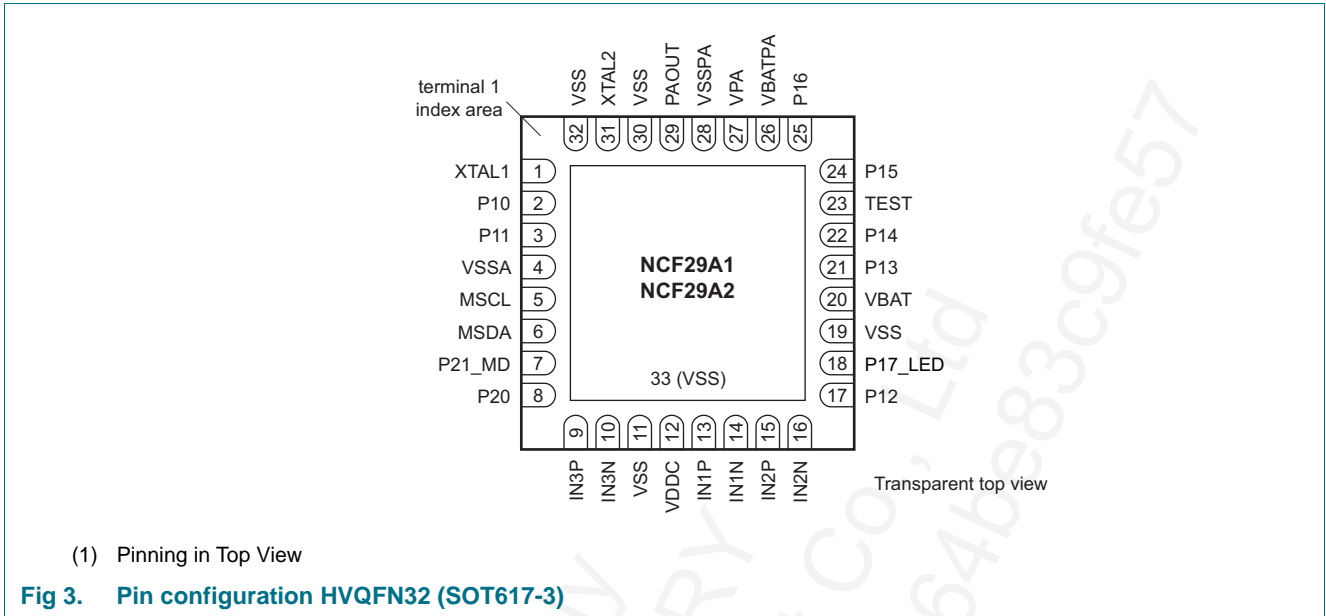 terminal 1
index area
VSS
XTAL2
VSS
PAOUT
VSSPA
VPA
VBATPA
P16
32
31
30
29
28
27
26
25
XTAL1 1
P10 2
P11 3
VSSA 4
MSCL 5
MSDA 6
P21_MD 7
P20 8
24 P15
23 TEST
22 P14
21 P13
20 VBAT
19 VSS
18 P17_LED
17 P12
NCF29A1
NCF29A2
33 (VSS)
9
10
11
12
13
14
15
16
IN3P
IN3N
VSS
VDDC
IN1P
IN1N
IN2P
IN2N
Transparent top view
(1) Pinning in Top View
Fig 3. Pin configuration HVQFN32 (SOT617-3)
Co., Ltd
64be83c9fe57